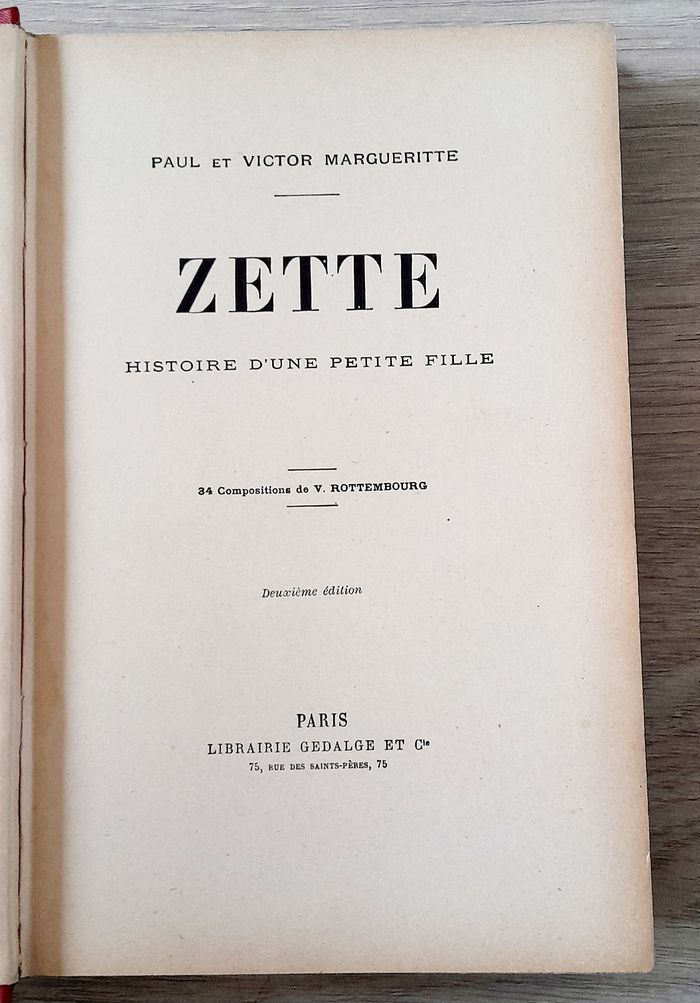 PAUL ET VICTOR MARGUERITTE
ZETTE
HISTOIRE D'UNE PETITE FILLE
34 Compositions de V. ROTTEMBOURG
Deuxième édition
PARIS
LIBRAIRIE GEDALGE ET Cie
75, RUE DES SAINTS-PÈRES, 75